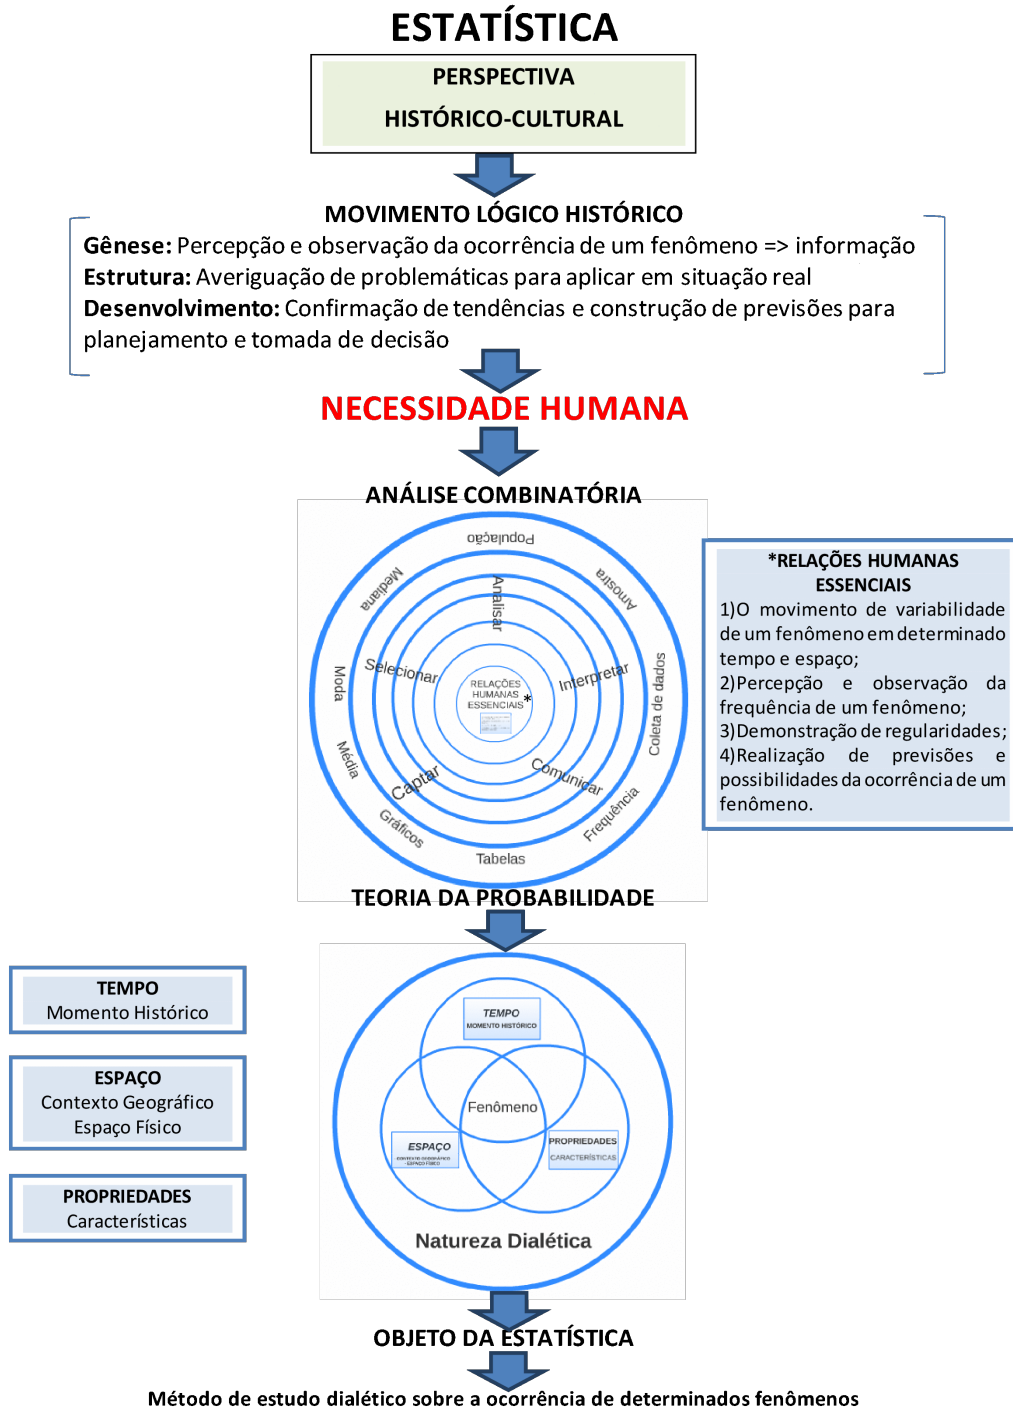 ESTATÍSTICA
PERSPECTIVA
HISTÓRICO-CULTURAL
MOVIMENTO LÓGICO HISTÓRICO
Gênese: Percepção e observação da ocorrência de um fenômeno => informação
Estrutura: Averiguação de problemáticas para aplicar em situação real
Desenvolvimento: Confirmação de tendências e construção de previsões para
planejamento e tomada de decisão
NECESSIDADE HUMANA
ANÁLISE COMBINATÓRIA
População
Mediana
Amostra
Analisar
Selecionar
Interpretar
Moda
Coleta de dados
RELAÇÕES
HUMANAS
ESSENCIAIS*
Média
Captar
Comunicar
Gráficos
Frequência
Tabelas
*RELAÇÕES HUMANAS
ESSENCIAIS
1)O movimento de variabilidade
de um fenômeno em determinado
tempo e espaço;
2)Percepção e observação da
frequência de um fenômeno;
3)Demonstração de regularidades;
4)Realização de previsões e
possibilidades da ocorrência de um
fenômeno.
TEORIA DA PROBABILIDADE
TEMPO
Momento Histórico
ESPAÇO
Contexto Geográfico
Espaço Físico
PROPRIEDADES
Características
TEMPO
MOMENTO HISTÓRICO
Fenômeno
ESPAÇO
- CONTEXTO GEOGRÁFICO
- ESPAÇO FÍSICO
PROPRIEDADES
CARACTERÍSTICAS
Natureza Dialética
OBJETO DA ESTATÍSTICA
Método de estudo dialético sobre a ocorrência de determinados fenômenos